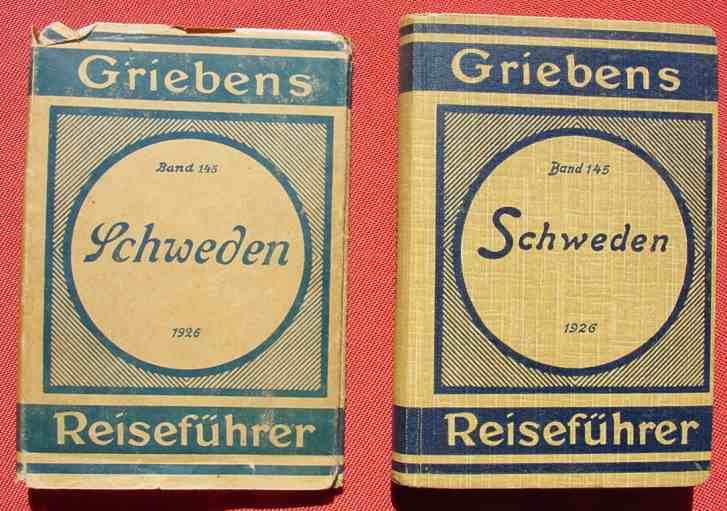 Griebens
Band 145
Schweden
1926
Reiseführer
Griebens
Band 145
Schweden
1926
Reiseführer